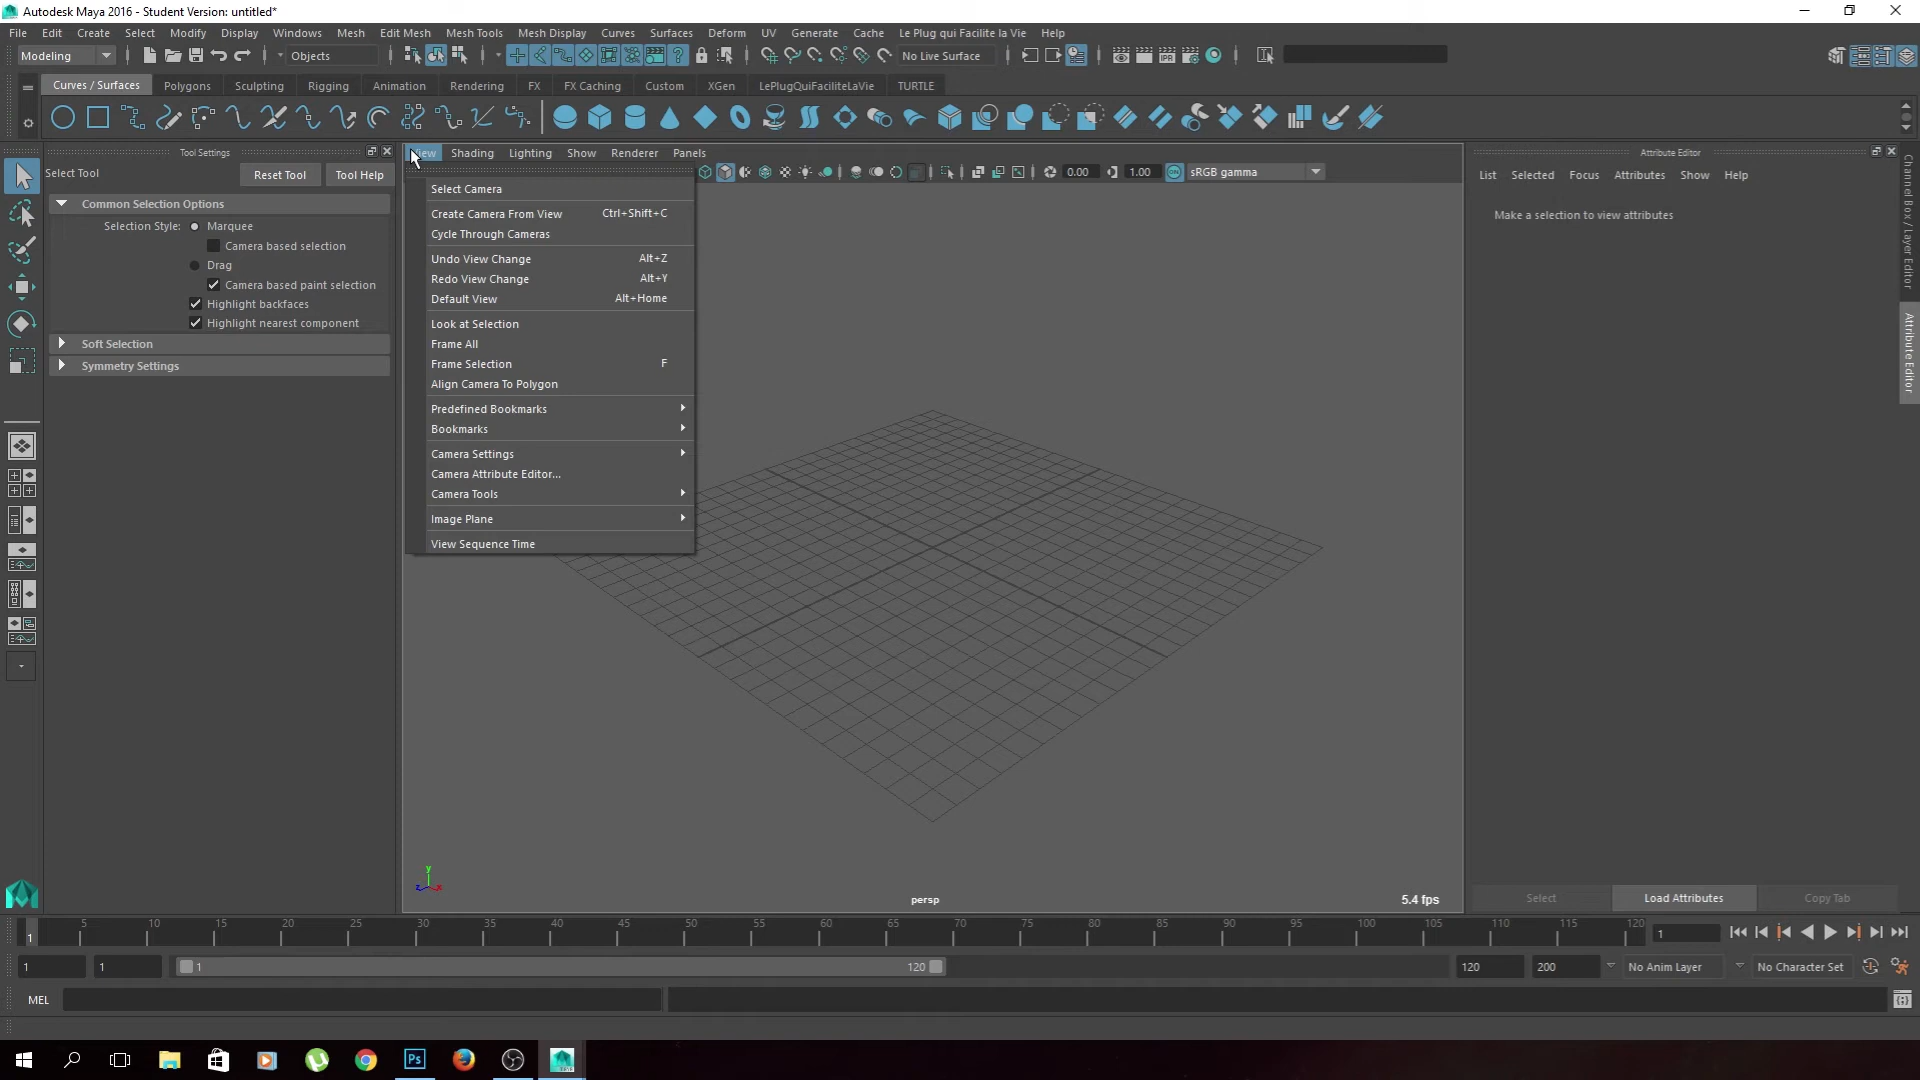 Autodesk Maya 2016 - Student Version: untitled*
File Edit Create Select Modify Display Windows Mesh Edit Mesh Mesh Tools Mesh Display Curves Surfaces Deform UV Generate Cache Le Plug qui Facilite la Vie Help
Modeling Objects No Live Surface
Curves / Surfaces Polygons Sculpting Rigging Animation Rendering FX FX Caching Custom XGen LePlugQuiFaciliteLaVie TURTLE
Tool Settings
Select Tool Reset Tool Tool Help
Common Selection Options
Selection Style: Marquee
Camera based selection
Drag
Camera based paint selection
Highlight backfaces
Highlight nearest component
Soft Selection
Symmetry Settings
Shading Lighting Show Renderer Panels
0.00 1.00 sRGB gamma
Select Camera
Create Camera From View Ctrl+Shift+C
Cycle Through Cameras
Undo View Change Alt+Z
Redo View Change Alt+Y
Default View Alt+Home
Look at Selection
Frame All
Frame Selection F
Align Camera To Polygon
Predefined Bookmarks
Bookmarks
Camera Settings
Camera Attribute Editor...
Camera Tools
Image Plane
View Sequence Time
y
z x
persp
5.4 fps
Attribute Editor
List Selected Focus Attributes Show Help
Make a selection to view attributes
Select Load Attributes Copy Tab
Channel Box / Layer Editor
Attribute Editor
1 5 10 15 20 25 30 35 40 45 50 55 60 65 70 75 80 85 90 95 100 105 110 115 120 1
1 1 1 120 120 200 No Anim Layer No Character Set
MEL
Ps